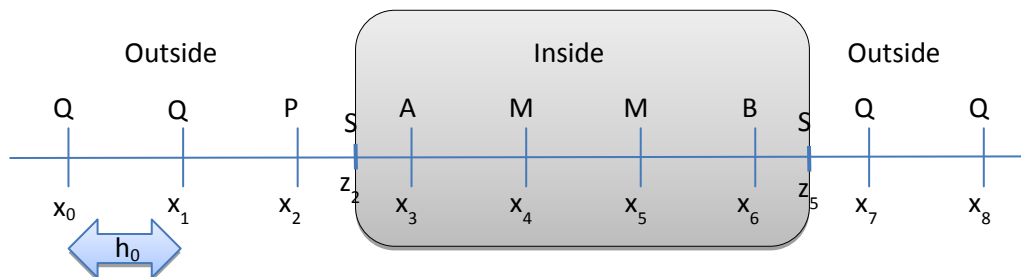 Outside Inside Outside
Q Q P S A M M B S Q Q
x₀ x₁ x₂ z₂ x₃ x₄ x₅ x₆ z₅ x₇ x₈
h₀